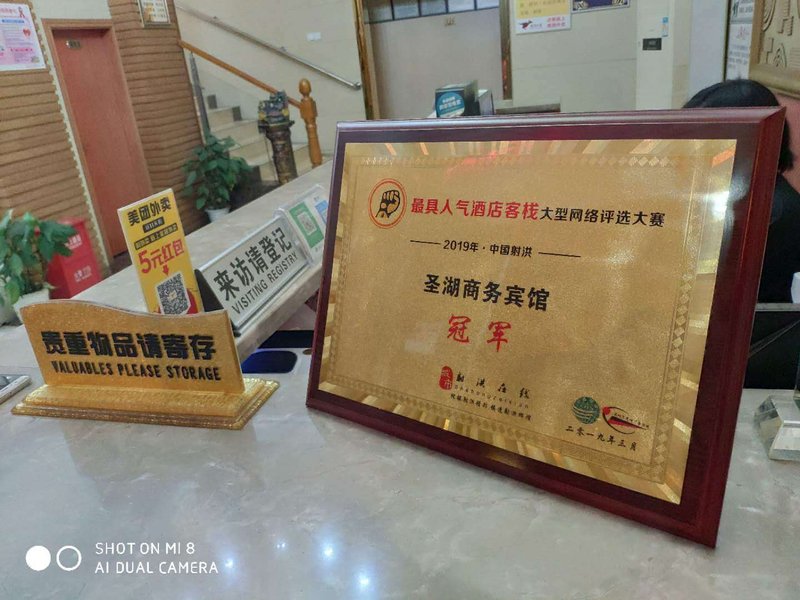 美团外卖
5元红包
来访请登记
VISITING REGISTRY
贵重物品请寄存
VALUABLES PLEASE STORAGE
最具人气酒店客栈大型网络评选大赛
2019年·中国射洪
圣湖商务宾馆
冠军
射洪在线
二零一九年三月
SHOT ON MI 8
AI DUAL CAMERA